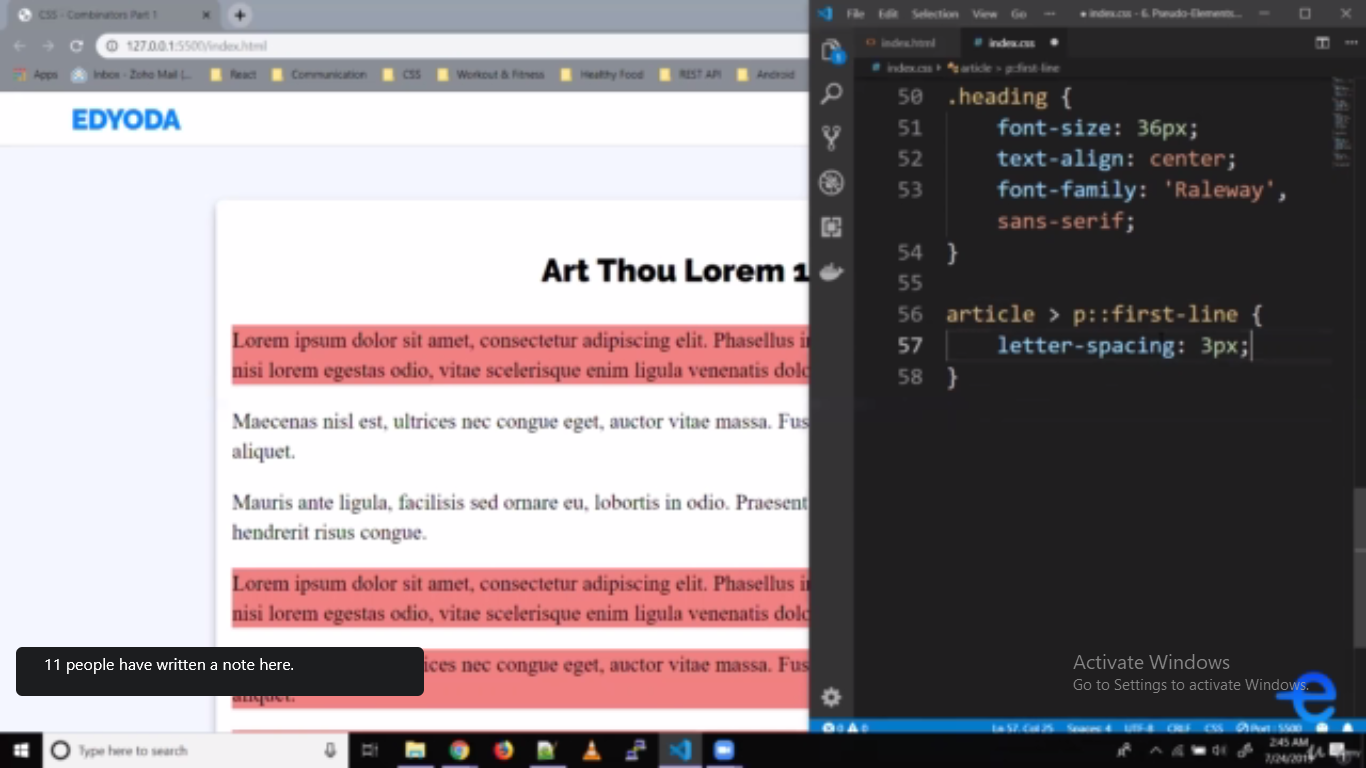 CSS - Combinators Part 1
127.0.0.1:5500/index.html
Apps Inbox - Zoho Mail (... React Communication CSS Workout & Fitness Healthy Food REST API Android
EDYODA
Art Thou Lorem 1
Lorem ipsum dolor sit amet, consectetur adipiscing elit. Phasellus
nisi lorem egestas odio, vitae scelerisque enim ligula venenatis dolo
Maecenas nisl est, ultrices nec congue eget, auctor vitae massa. Fus
aliquet.
Mauris ante ligula, facilisis sed ornare eu, lobortis in odio. Praesent
hendrerit risus congue.
Lorem ipsum dolor sit amet, consectetur adipiscing elit. Phasellus
nisi lorem egestas odio, vitae scelerisque enim ligula venenatis dolo
ices nec congue eget, auctor vitae massa. Fus
aliquet.
11 people have written a note here.
File Edit Selection View Go ··· ● index.css - 6. Pseudo-Elements...
index.html # index.css ●
# index.css > article > p::first-line
50 .heading {
51 font-size: 36px;
52 text-align: center;
53 font-family: 'Raleway',
sans-serif;
54 }
55
56 article > p::first-line {
57 letter-spacing: 3px;
58 }
Activate Windows
Go to Settings to activate Windows.
0 0 Ln 57, Col 25 Spaces: 4 UTF-8 CRLF CSS Port : 5500
Type here to search
2:45 AM